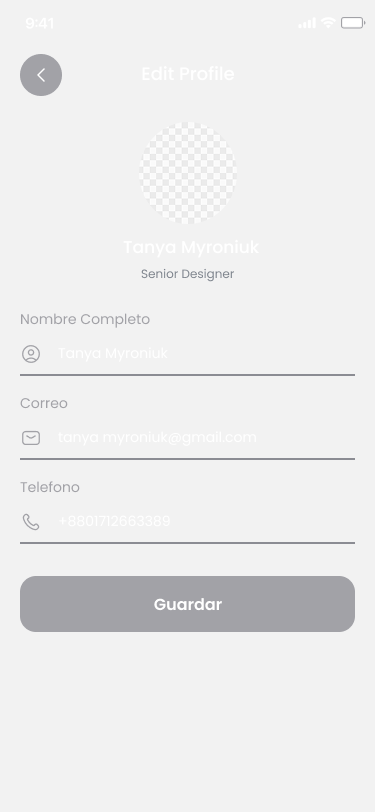 9:41
Edit Profile
Tanya Myroniuk
Senior Designer
Nombre Completo
Tanya Myroniuk
Correo
tanya myroniuk@gmail.com
Telefono
+8801712663389
Guardar